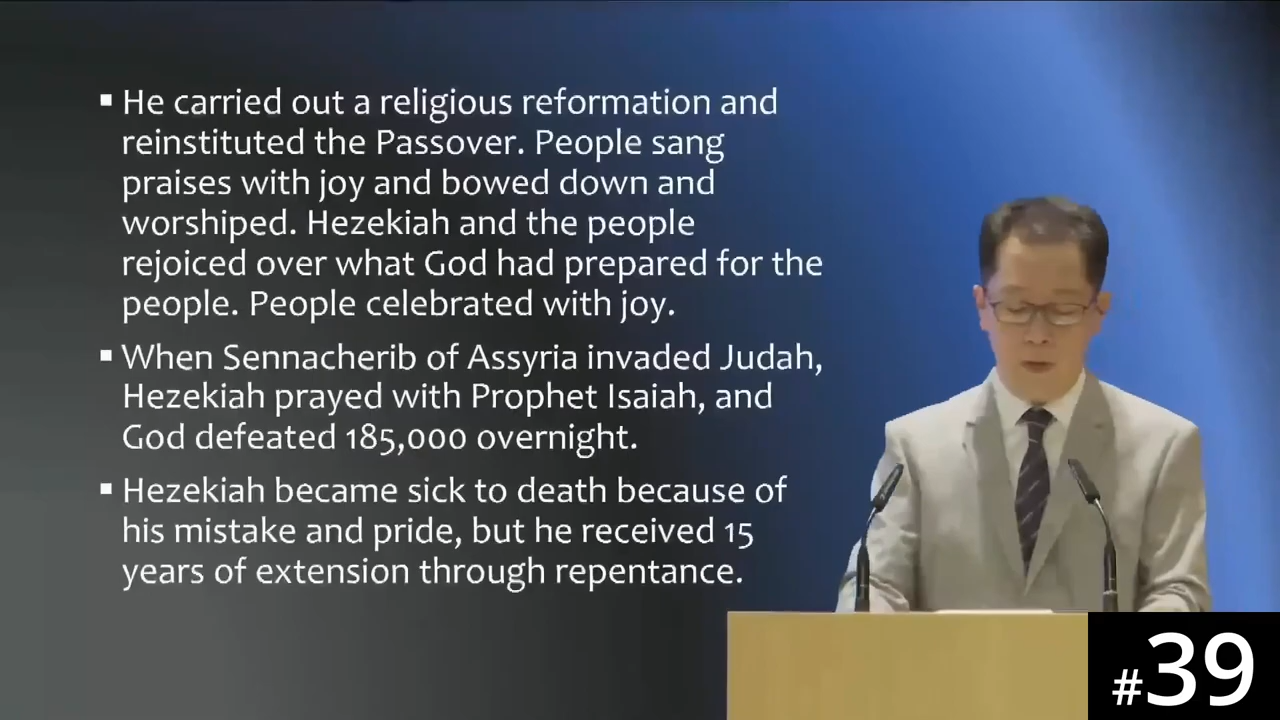 ▪ He carried out a religious reformation and
reinstituted the Passover. People sang
praises with joy and bowed down and
worshiped. Hezekiah and the people
rejoiced over what God had prepared for the
people. People celebrated with joy.
▪ When Sennacherib of Assyria invaded Judah,
Hezekiah prayed with Prophet Isaiah, and
God defeated 185,000 overnight.
▪ Hezekiah became sick to death because of
his mistake and pride, but he received 15
years of extension through repentance.
#39